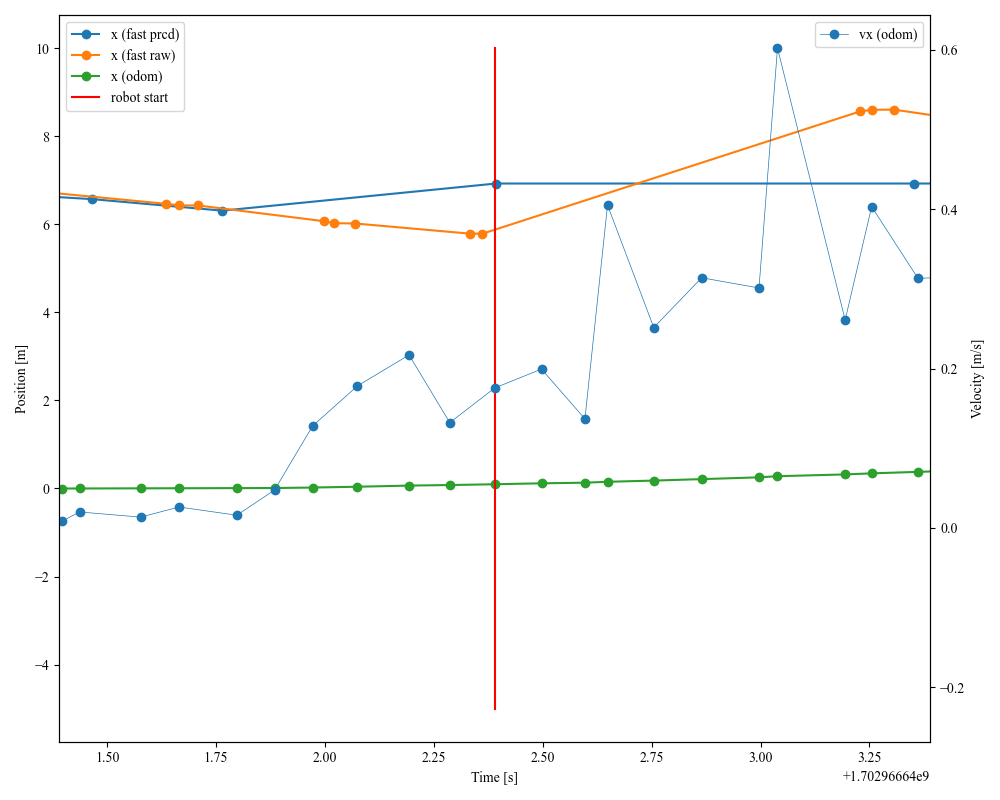 x (fast prcd)
x (fast raw)
x (odom)
robot start
vx (odom)
10
8
6
4
2
0
−2
−4
Position [m]
0.6
0.4
0.2
0.0
−0.2
Velocity [m/s]
1.50 1.75 2.00 2.25 2.50 2.75 3.00 3.25
Time [s]
+1.70296664e9